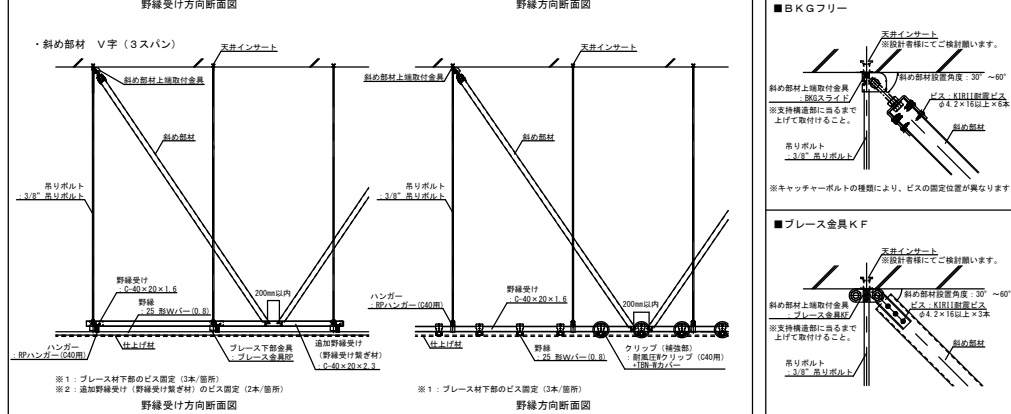 野縁受け方向断面図
野縁方向断面図
・斜め部材 V字（3スパン）
天井インサート
斜め部材上端取付金具
斜め部材
吊りボルト
：3/8" 吊りボルト
野縁受け
：C-40×20×1.6
野縁
：25 形Wバー(0.8)
200mm以内
ハンガー
：RPハンガー(C40用)
仕上げ材
ブレース下部金具
：ブレース金具RP
追加野縁受け
(野縁受け繋ぎ材)
：C-40×20×2.3
※1：ブレース材下部のビス固定（3本/箇所）
※2：追加野縁受け（野縁受け繋ぎ材）のビス固定（2本/箇所）
野縁受け方向断面図
天井インサート
斜め部材上端取付金具
斜め部材
吊りボルト
：3/8" 吊りボルト
ハンガー
：RPハンガー(C40用)
野縁受け
：C-40×20×1.6
200mm以内
仕上げ材
野縁
：25 形Wバー(0.8)
クリップ（補強部）
：耐風圧Wクリップ（C40用）
+TBN-Wカバー
※1：ブレース材下部のビス固定（3本/箇所）
野縁方向断面図
■BKGフリー
天井インサート
※設計者様にてご検討願います。
斜め部材設置角度：30°～60°
斜め部材上端取付金具
：BKGスライド
※支持構造部に当るまで
上げて取付けること。
ビス：KIRII耐震ビス
φ4.2×16以上×6本
斜め部材
吊りボルト
：3/8" 吊りボルト
※キャッチャーボルトの種類により、ビスの固定位置が異なります
■ブレース金具KF
天井インサート
※設計者様にてご検討願います。
斜め部材設置角度：30°～60°
斜め部材上端取付金具
：ブレース金具KF
※支持構造部に当るまで
上げて取付けること。
ビス：KIRII耐震ビス
φ4.2×16以上×3本
斜め部材
吊りボルト
：3/8" 吊りボルト